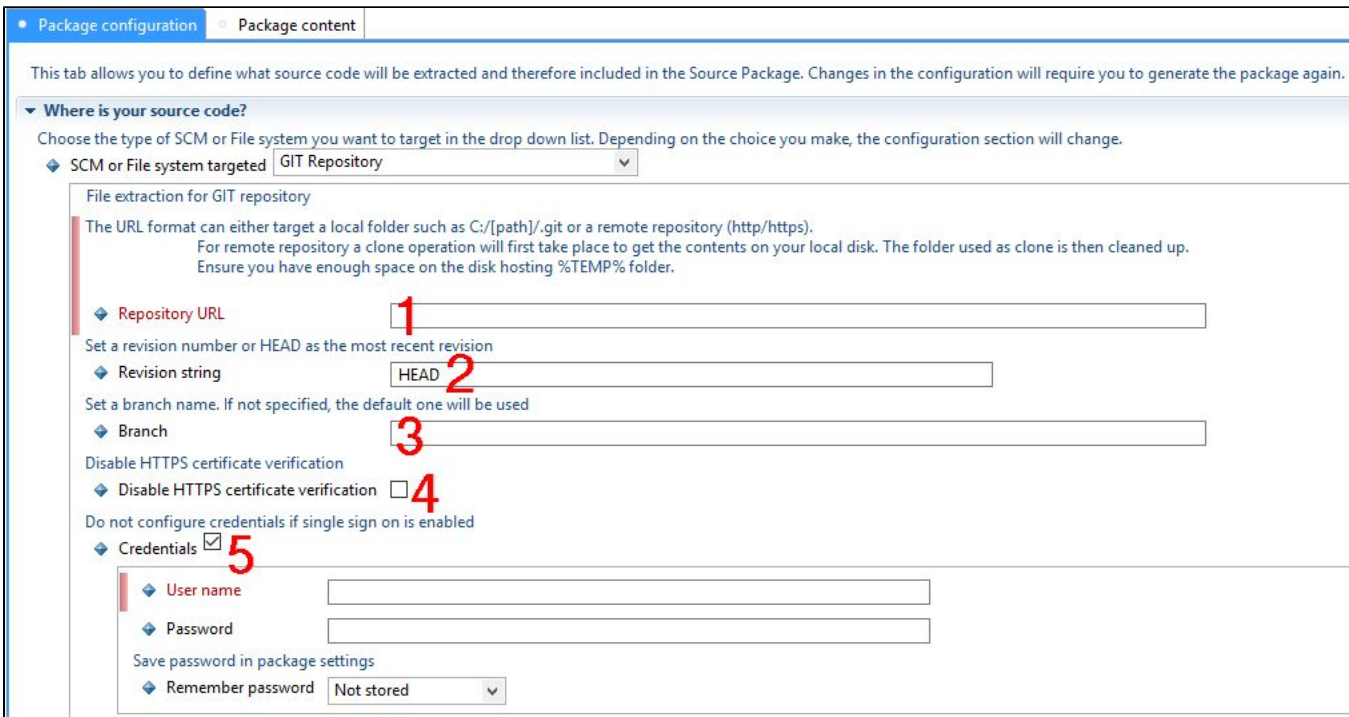 Package configuration
Package content
This tab allows you to define what source code will be extracted and therefore included in the Source Package. Changes in the configuration will require you to generate the package again.
Where is your source code?
Choose the type of SCM or File system you want to target in the drop down list. Depending on the choice you make, the configuration section will change.
SCM or File system targeted GIT Repository
File extraction for GIT repository
The URL format can either target a local folder such as C:/[path]/.git or a remote repository (http/https).
For remote repository a clone operation will first take place to get the contents on your local disk. The folder used as clone is then cleaned up.
Ensure you have enough space on the disk hosting %TEMP% folder.
Repository URL 1
Set a revision number or HEAD as the most recent revision
Revision string HEAD 2
Set a branch name. If not specified, the default one will be used
Branch 3
Disable HTTPS certificate verification
Disable HTTPS certificate verification 4
Do not configure credentials if single sign on is enabled
Credentials 5
User name
Password
Save password in package settings
Remember password Not stored